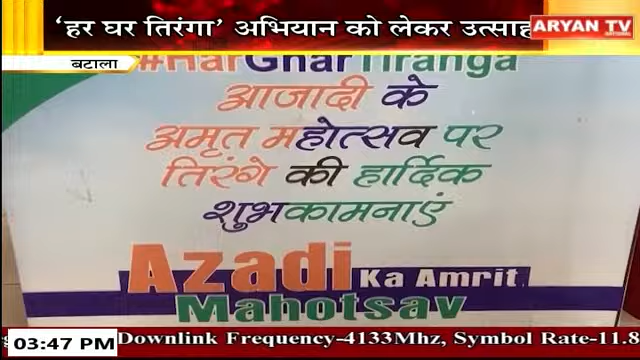 'हर घर तिरंगा' अभियान को लेकर उत्साह
ARYAN TV
NATIONAL
बटाला
#HarGharTiranga
आजादी के
अमृत महोत्सव पर
तिरंगे की हार्दिक
शुभकामनाएं
Azadi Ka Amrit
Mahotsav
03:47 PM
Downlink Frequency-4133Mhz, Symbol Rate-11.8